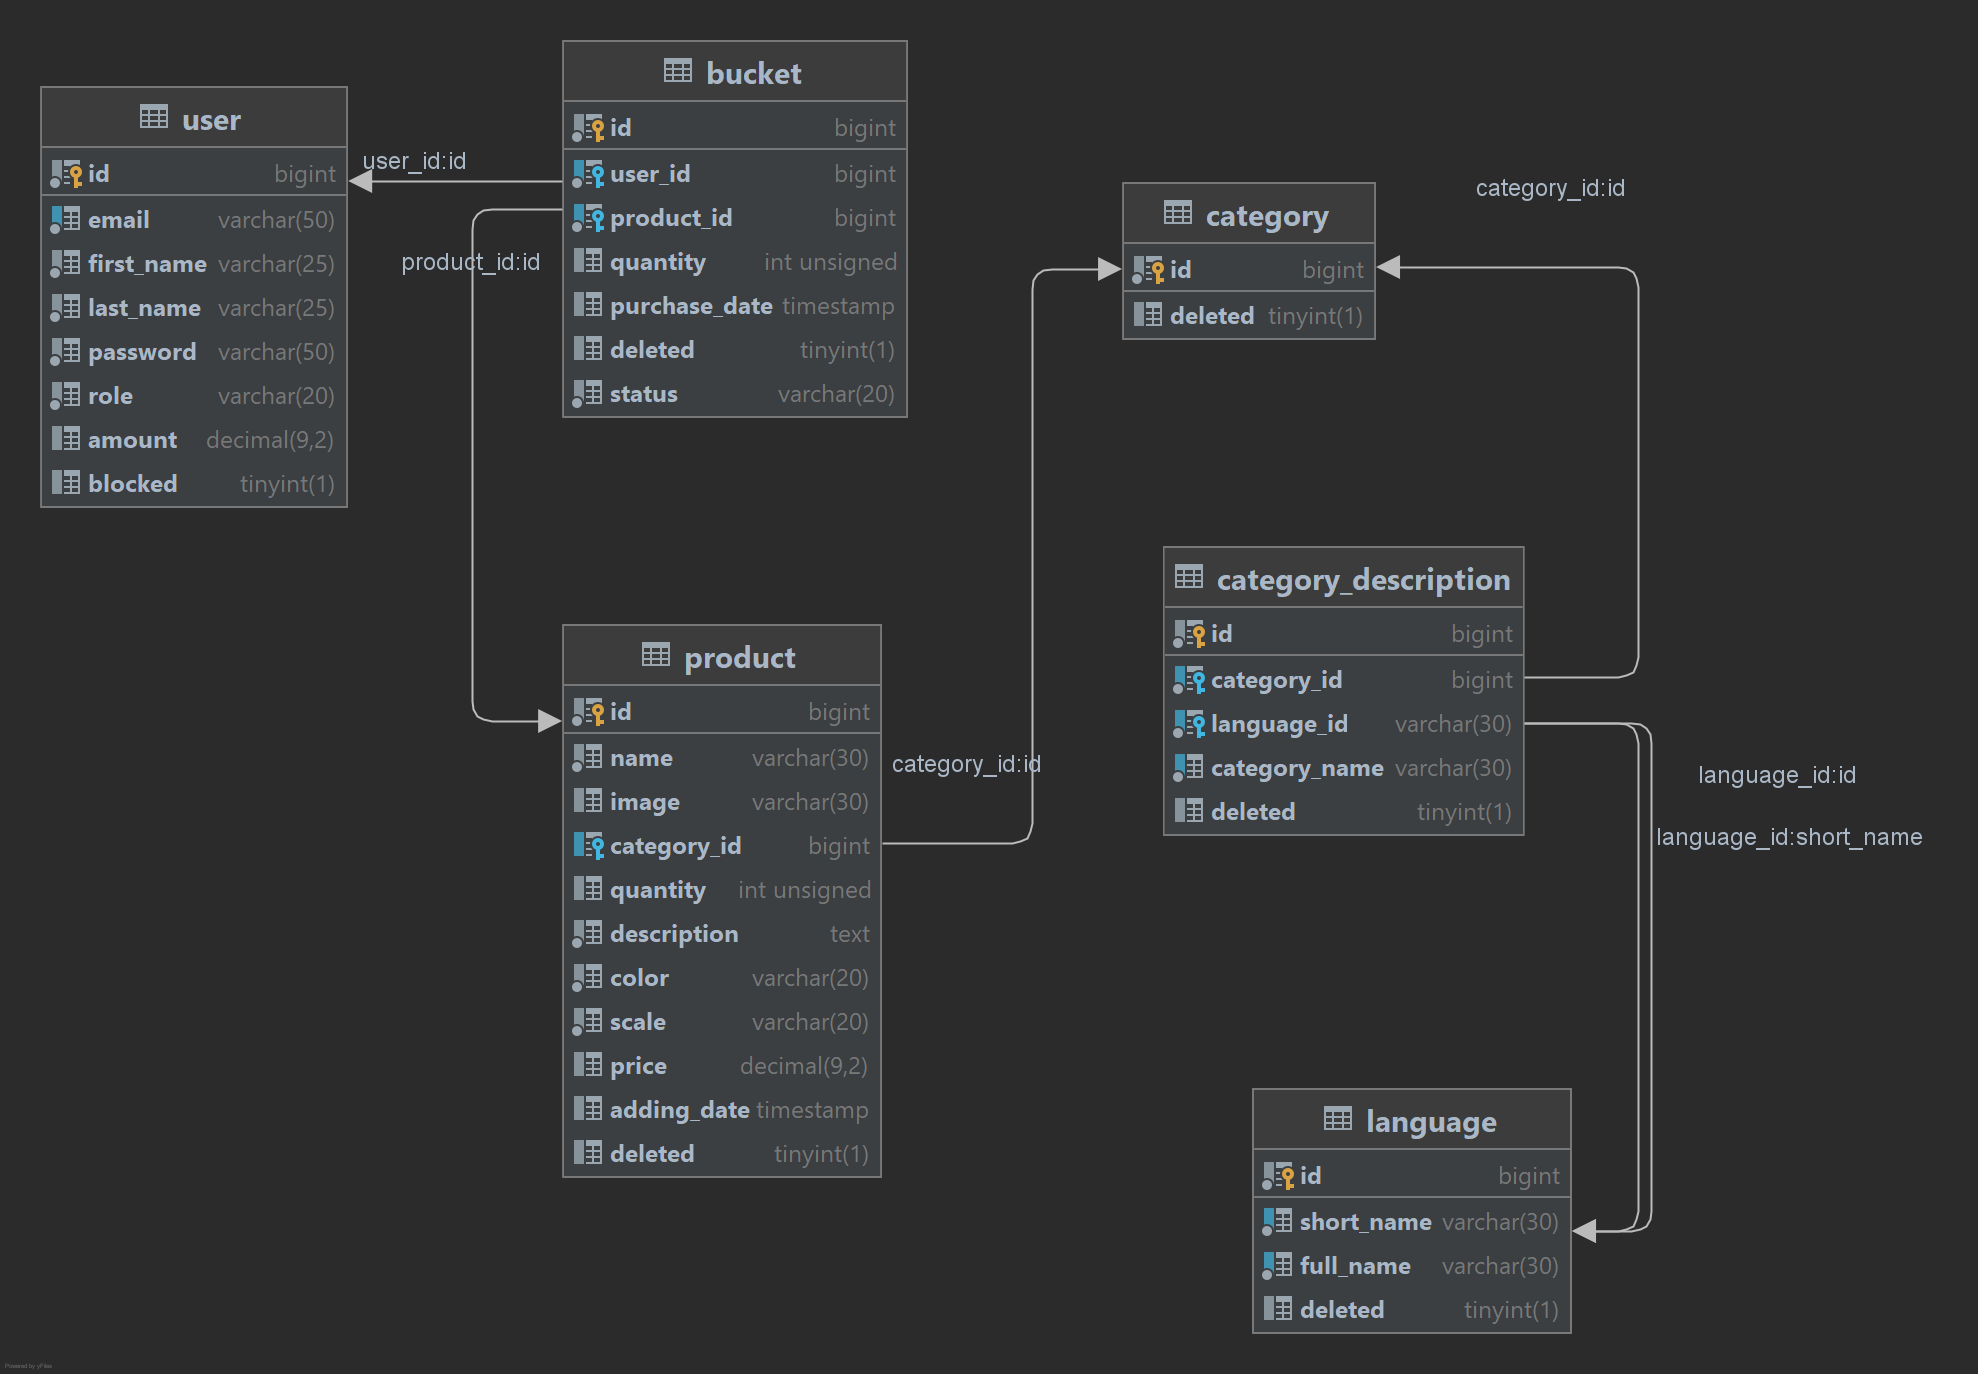 user
id bigint
email varchar(50)
first_name varchar(25)
last_name varchar(25)
password varchar(50)
role varchar(20)
amount decimal(9,2)
blocked tinyint(1)
user_id:id
product_id:id
bucket
id bigint
user_id bigint
product_id bigint
quantity int unsigned
purchase_date timestamp
deleted tinyint(1)
status varchar(20)
product
id bigint
name varchar(30)
image varchar(30)
category_id bigint
quantity int unsigned
description text
color varchar(20)
scale varchar(20)
price decimal(9,2)
adding_date timestamp
deleted tinyint(1)
category_id:id
category
id bigint
deleted tinyint(1)
category_id:id
category_description
id bigint
category_id bigint
language_id varchar(30)
category_name varchar(30)
deleted tinyint(1)
language_id:id
language_id:short_name
language
id bigint
short_name varchar(30)
full_name varchar(30)
deleted tinyint(1)
Powered by yFiles